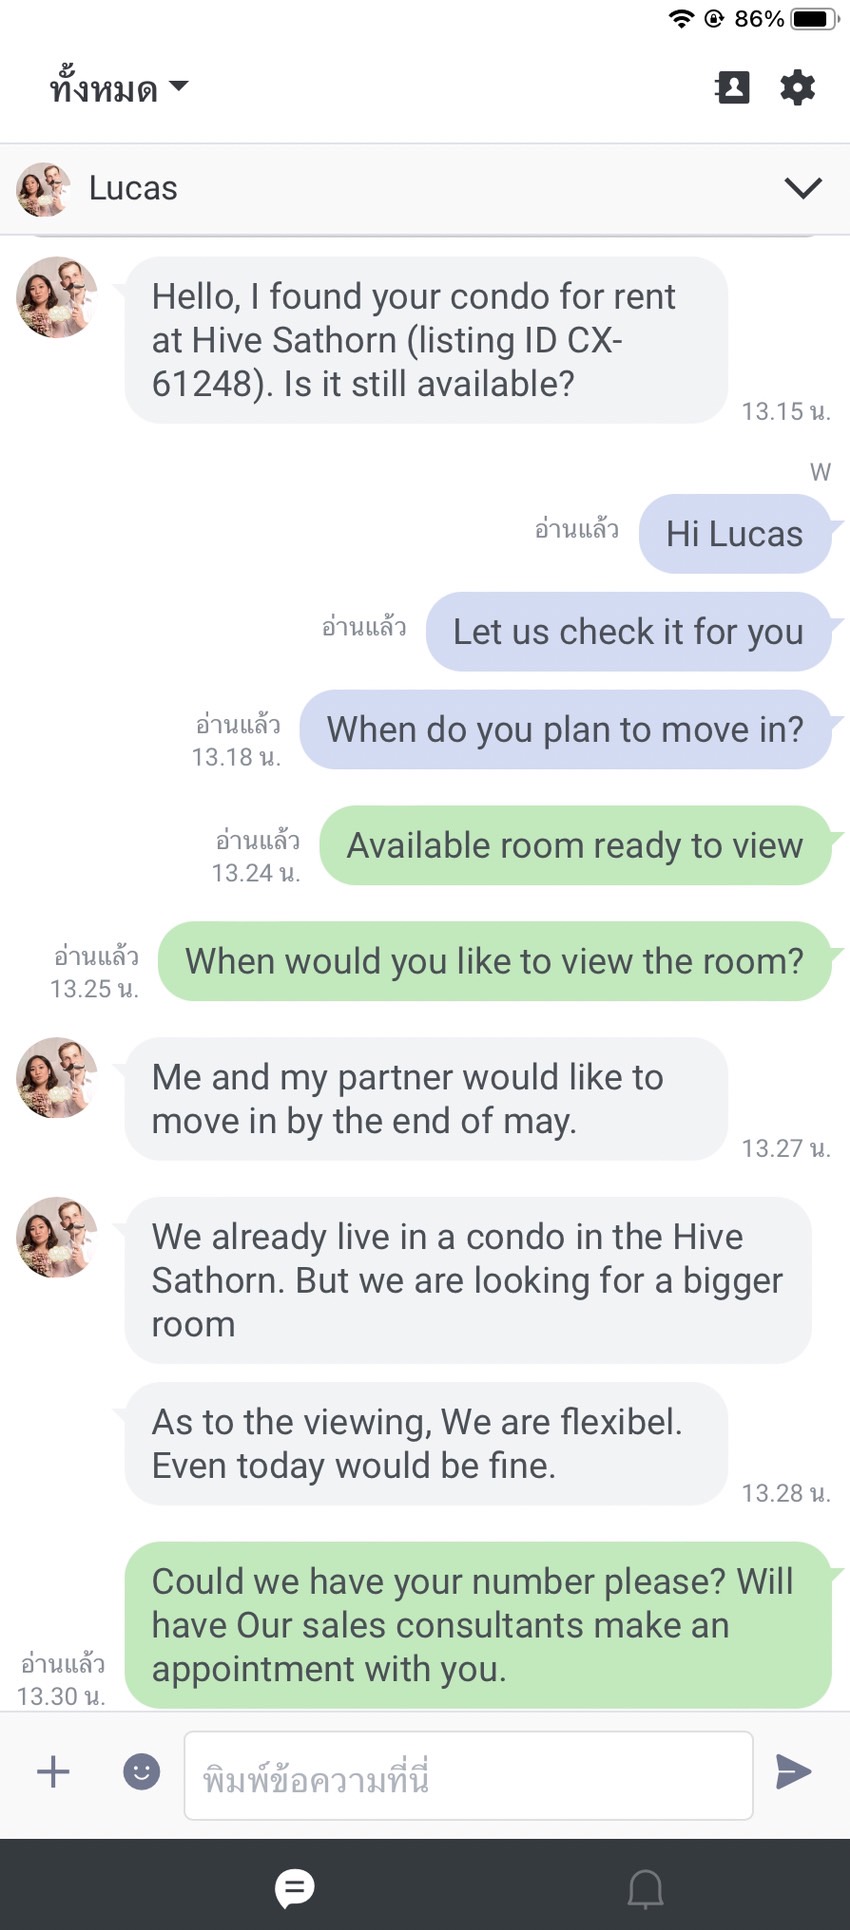 86%
ทั้งหมด
Lucas
Hello, I found your condo for rent
at Hive Sathorn (listing ID CX-
61248). Is it still available?
13.15 น.
W
อ่านแล้ว
Hi Lucas
อ่านแล้ว
Let us check it for you
อ่านแล้ว
13.18 น.
When do you plan to move in?
อ่านแล้ว
13.24 น.
Available room ready to view
อ่านแล้ว
13.25 น.
When would you like to view the room?
Me and my partner would like to
move in by the end of may.
13.27 น.
We already live in a condo in the Hive
Sathorn. But we are looking for a bigger
room
As to the viewing, We are flexibel.
Even today would be fine.
13.28 น.
Could we have your number please? Will
have Our sales consultants make an
appointment with you.
อ่านแล้ว
13.30 น.
พิมพ์ข้อความที่นี่